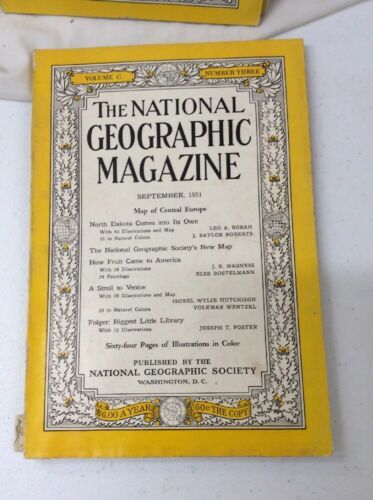 VOLUME C
NUMBER THREE
THE NATIONAL
GEOGRAPHIC
MAGAZINE
SEPTEMBER, 1951
Map of Central Europe
North Dakota Comes into Its Own
With 42 Illustrations and Map LEO A. BORAH
25 in Natural Colors J. BAYLOR ROBERTS
The National Geographic Society's New Map
How Fruit Came to America
With 28 Illustrations J. R. MAGNESS
24 Paintings ELSE BOSTELMANN
A Stroll to Venice
With 29 Illustrations and Map
ISOBEL WYLIE HUTCHISON
in Natural Colors VOLKMAR WENTZEL
Folger: Biggest Little Library
With 12 Illustrations JOSEPH T. FOSTER
Sixty-four Pages of Illustrations in Color
PUBLISHED BY THE
NATIONAL GEOGRAPHIC SOCIETY
WASHINGTON, D. C.
$6.00 A YEAR
60¢ THE COPY